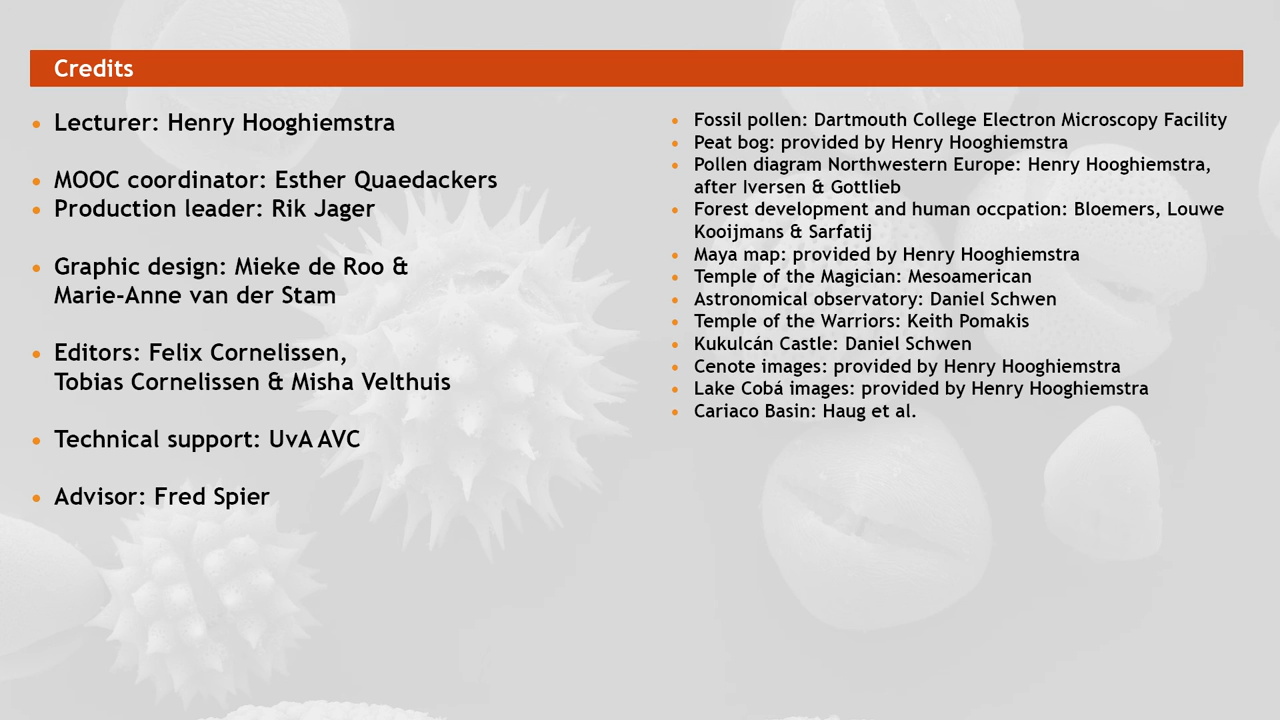 Credits
• Lecturer: Henry Hooghiemstra
• MOOC coordinator: Esther Quaedackers
• Production leader: Rik Jager
• Graphic design: Mieke de Roo &
Marie-Anne van der Stam
• Editors: Felix Cornelissen,
Tobias Cornelissen & Misha Velthuis
• Technical support: UvA AVC
• Advisor: Fred Spier
• Fossil pollen: Dartmouth College Electron Microscopy Facility
• Peat bog: provided by Henry Hooghiemstra
• Pollen diagram Northwestern Europe: Henry Hooghiemstra,
after Iversen & Gottlieb
• Forest development and human occpation: Bloemers, Louwe
Kooijmans & Sarfatij
• Maya map: provided by Henry Hooghiemstra
• Temple of the Magician: Mesoamerican
• Astronomical observatory: Daniel Schwen
• Temple of the Warriors: Keith Pomakis
• Kukulcán Castle: Daniel Schwen
• Cenote images: provided by Henry Hooghiemstra
• Lake Cobá images: provided by Henry Hooghiemstra
• Cariaco Basin: Haug et al.